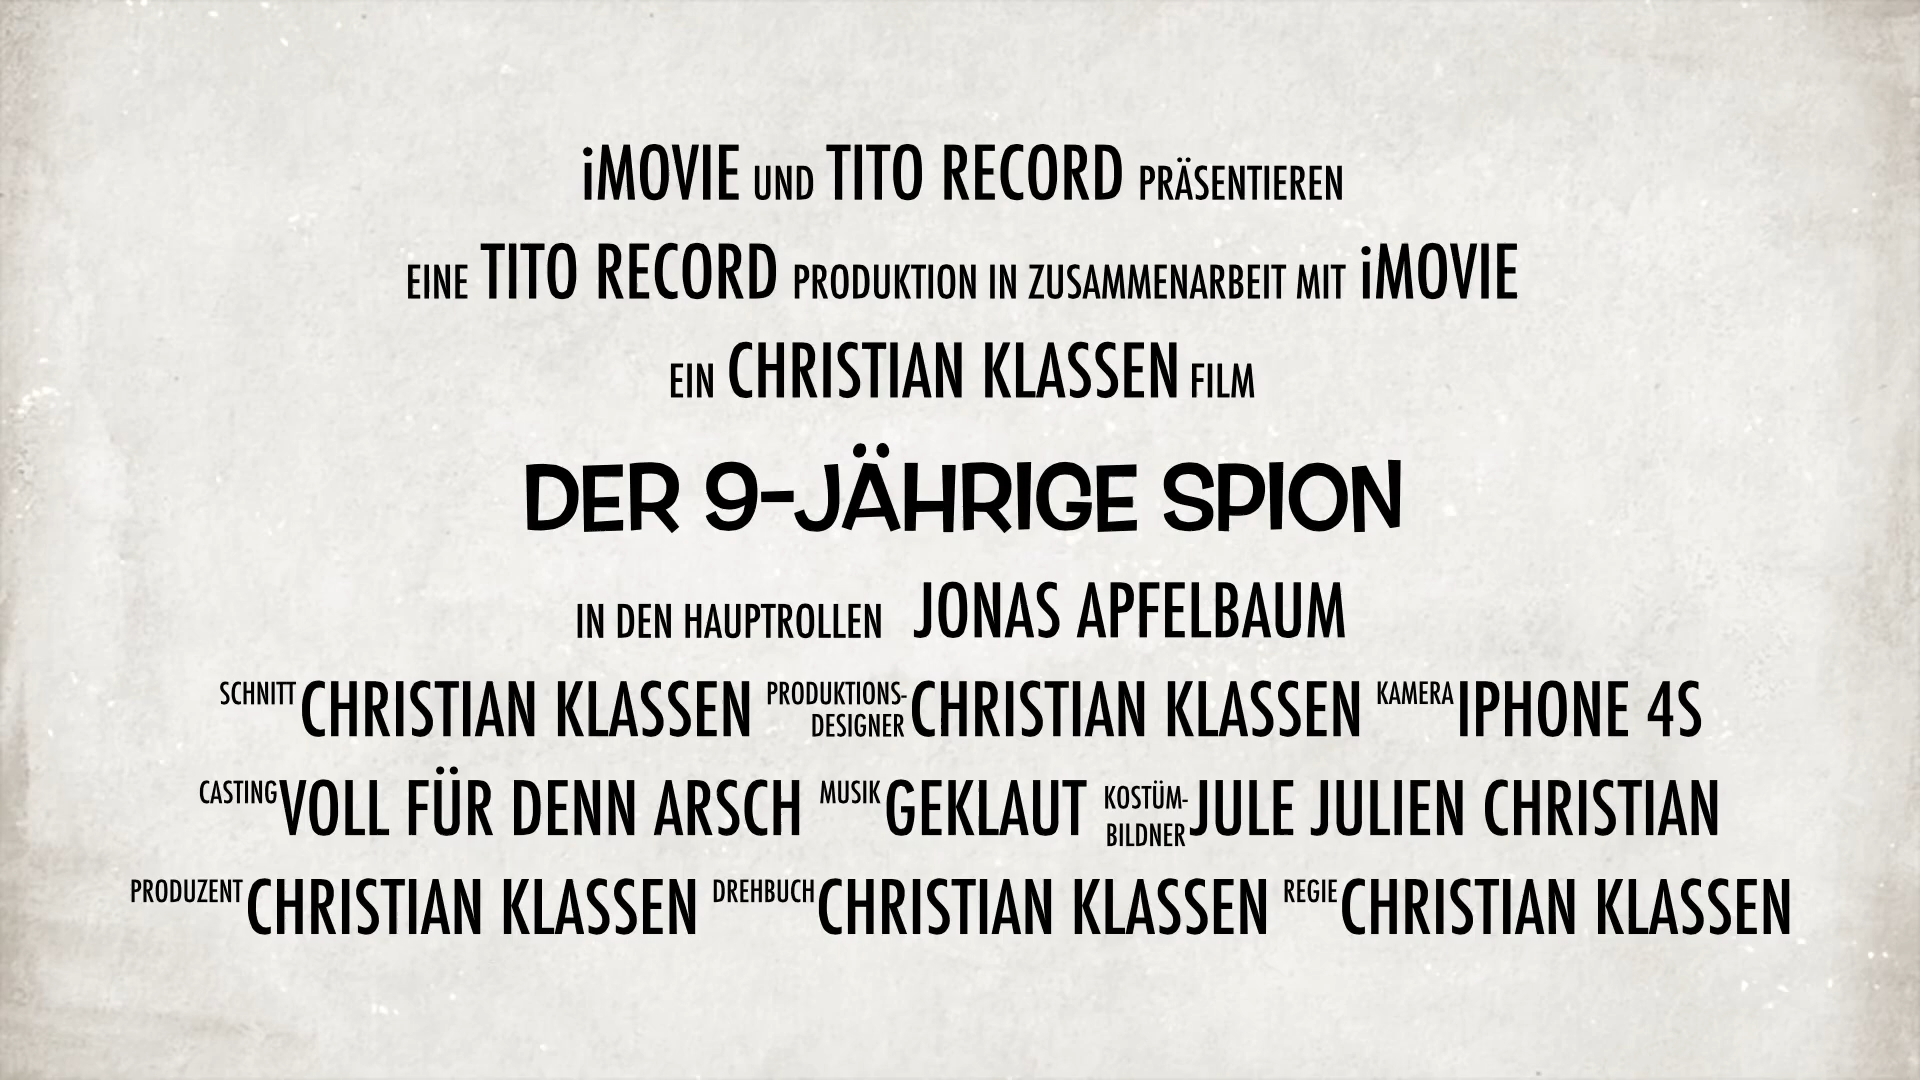 iMOVIE UND TITO RECORD PRÄSENTIEREN
EINE TITO RECORD PRODUKTION IN ZUSAMMENARBEIT MIT iMOVIE
EIN CHRISTIAN KLASSEN FILM
DER 9-JÄHRIGE SPION
IN DEN HAUPTROLLEN JONAS APFELBAUM
SCHNITT CHRISTIAN KLASSEN PRODUKTIONS-DESIGNER CHRISTIAN KLASSEN KAMERA IPHONE 4S
CASTING VOLL FÜR DENN ARSCH MUSIK GEKLAUT KOSTÜM-BILDNER JULE JULIEN CHRISTIAN
PRODUZENT CHRISTIAN KLASSEN DREHBUCH CHRISTIAN KLASSEN REGIE CHRISTIAN KLASSEN